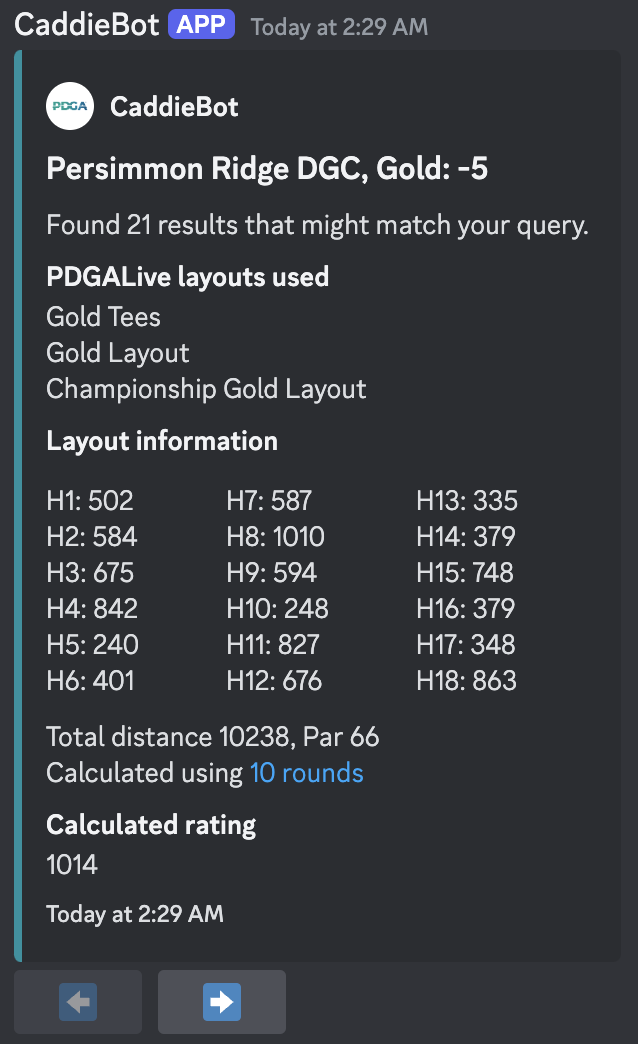 CaddieBot APP Today at 2:29 AM
PDGA CaddieBot
Persimmon Ridge DGC, Gold: -5
Found 21 results that might match your query.
PDGALive layouts used
Gold Tees
Gold Layout
Championship Gold Layout
Layout information
H1: 502 H7: 587 H13: 335
H2: 584 H8: 1010 H14: 379
H3: 675 H9: 594 H15: 748
H4: 842 H10: 248 H16: 379
H5: 240 H11: 827 H17: 348
H6: 401 H12: 676 H18: 863
Total distance 10238, Par 66
Calculated using 10 rounds
Calculated rating
1014
Today at 2:29 AM